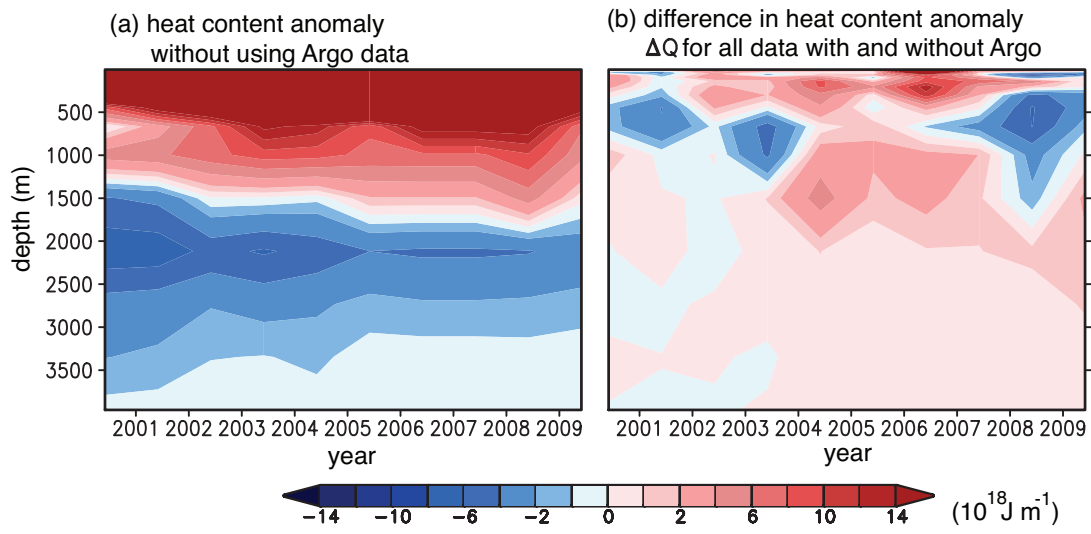 (a) heat content anomaly
without using Argo data
(b) difference in heat content anomaly
ΔQ for all data with and without Argo
depth (m)
500
1000
1500
2000
2500
3000
3500
2001 2002 2003 2004 2005 2006 2007 2008 2009
year
2001 2002 2003 2004 2005 2006 2007 2008 2009
year
−14 −10 −6 −2 0 2 6 10 14
(10¹⁸J m⁻¹)